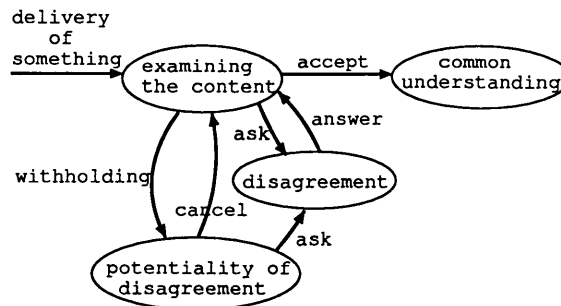 delivery
of
something
examining
the content
accept
common
understanding
ask
answer
withholding
disagreement
cancel
ask
potentiality of
disagreement